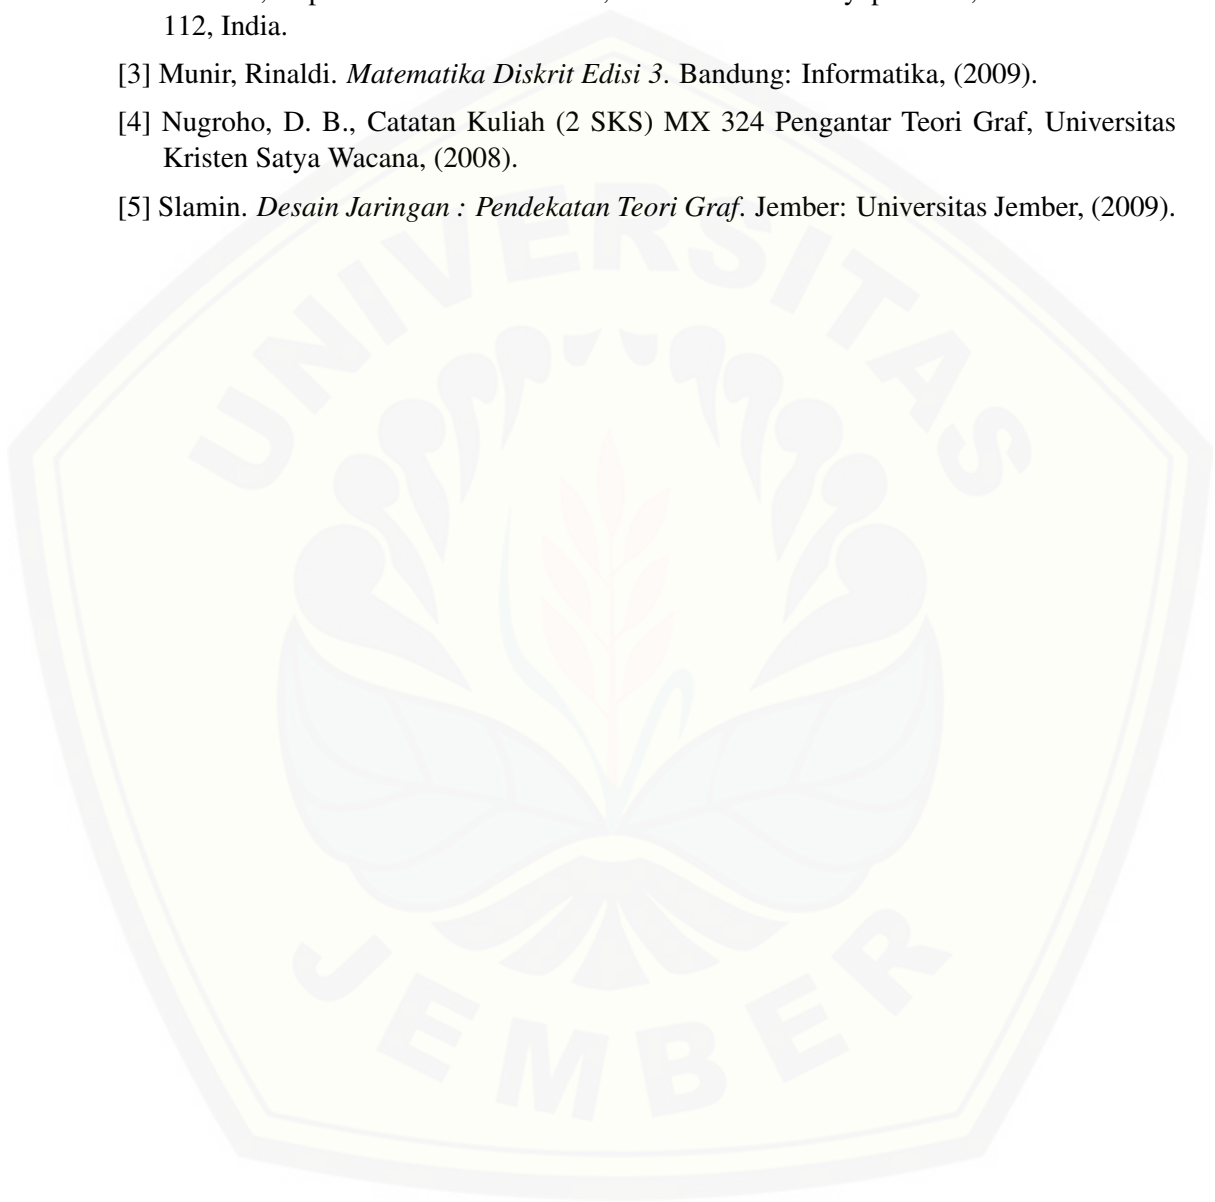 112, India.
[3] Munir, Rinaldi. Matematika Diskrit Edisi 3. Bandung: Informatika, (2009).
[4] Nugroho, D. B., Catatan Kuliah (2 SKS) MX 324 Pengantar Teori Graf, Universitas
Kristen Satya Wacana, (2008).
[5] Slamin. Desain Jaringan : Pendekatan Teori Graf. Jember: Universitas Jember, (2009).
UNIVERSITAS
JEMBER